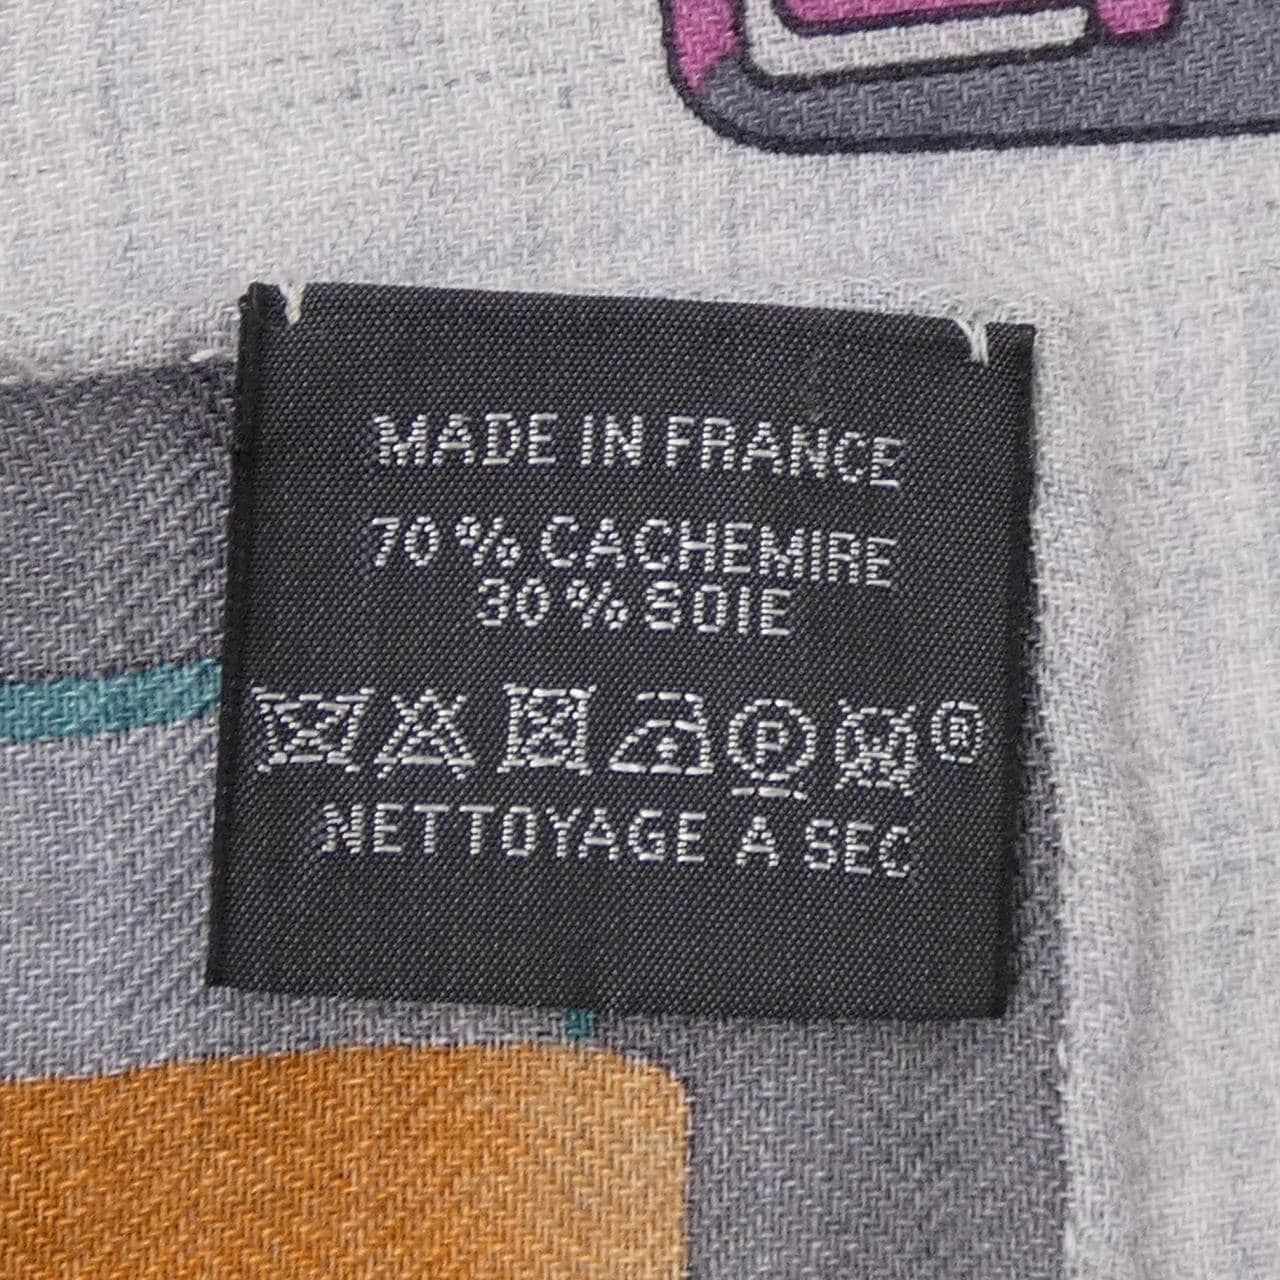 MADE IN FRANCE
70 % CACHEMIRE
30 % SOIE
P W ®
NETTOYAGE A SEC